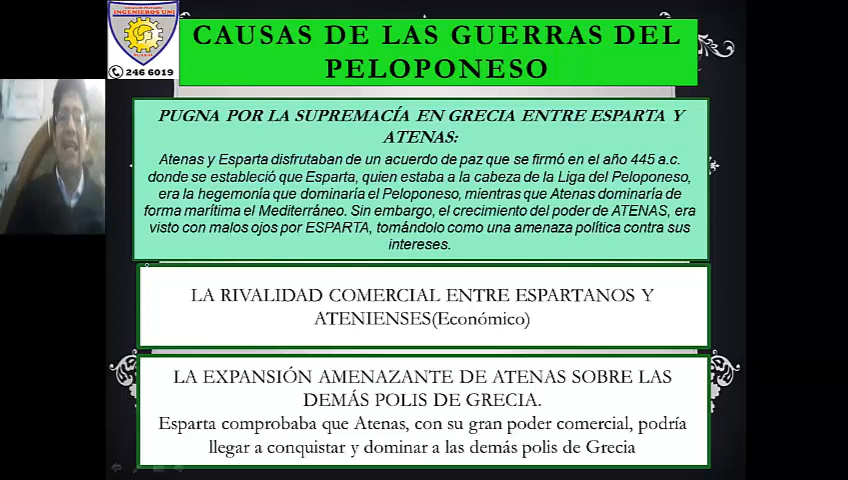 INGENIEROS UNI
246 6019
CAUSAS DE LAS GUERRAS DEL
PELOPONESO
PUGNA POR LA SUPREMACÍA EN GRECIA ENTRE ESPARTA Y
ATENAS:
Atenas y Esparta disfrutaban de un acuerdo de paz que se firmó en el año 445 a.c.
donde se estableció que Esparta, quien estaba a la cabeza de la Liga del Peloponeso,
era la hegemonía que dominaría el Peloponeso, mientras que Atenas dominaría de
forma marítima el Mediterráneo. Sin embargo, el crecimiento del poder de ATENAS, era
visto con malos ojos por ESPARTA, tomándolo como una amenaza política contra sus
intereses.
LA RIVALIDAD COMERCIAL ENTRE ESPARTANOS Y
ATENIENSES(Económico)
LA EXPANSIÓN AMENAZANTE DE ATENAS SOBRE LAS
DEMÁS POLIS DE GRECIA.
Esparta comprobaba que Atenas, con su gran poder comercial, podría
llegar a conquistar y dominar a las demás polis de Grecia